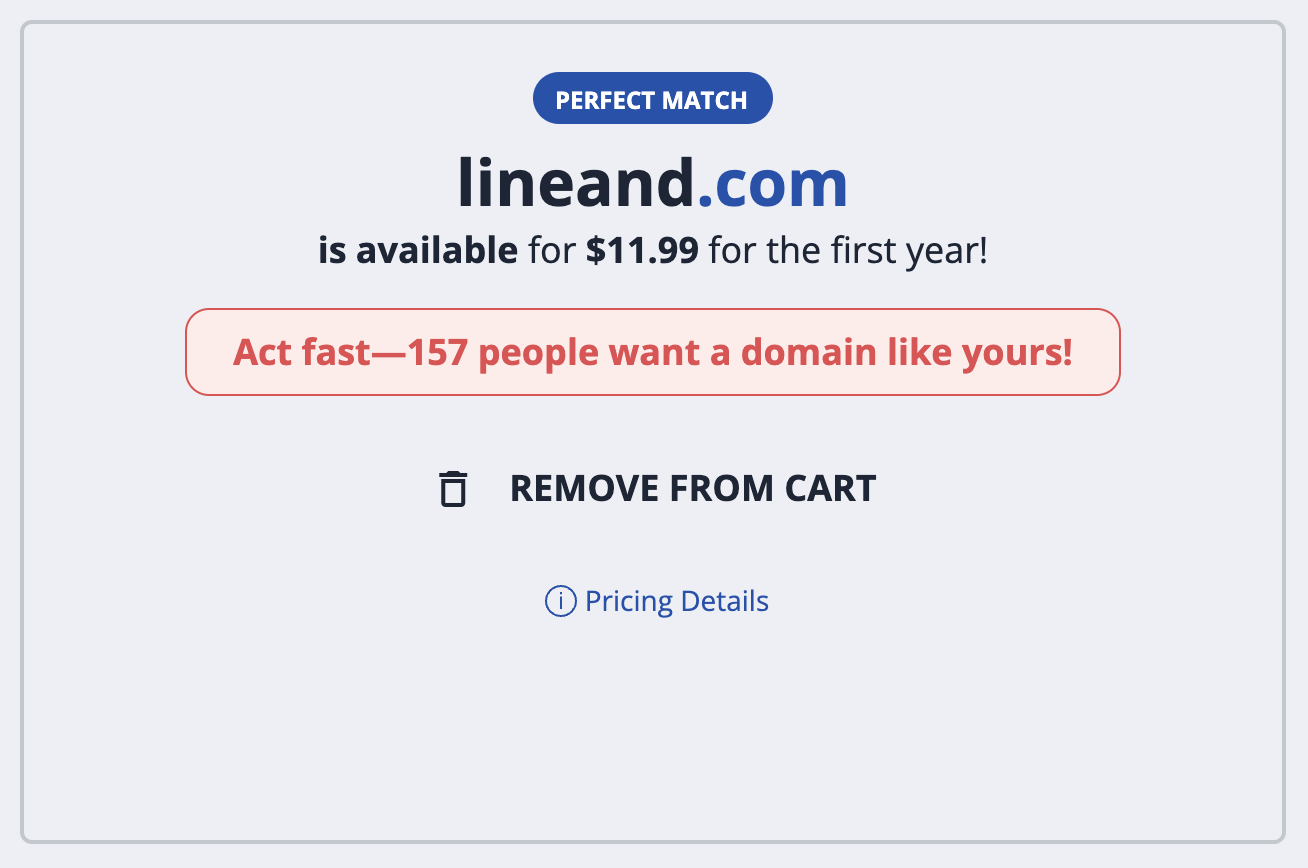 PERFECT MATCH
lineand.com
is available for $11.99 for the first year!
Act fast—157 people want a domain like yours!
REMOVE FROM CART
ⓘ Pricing Details